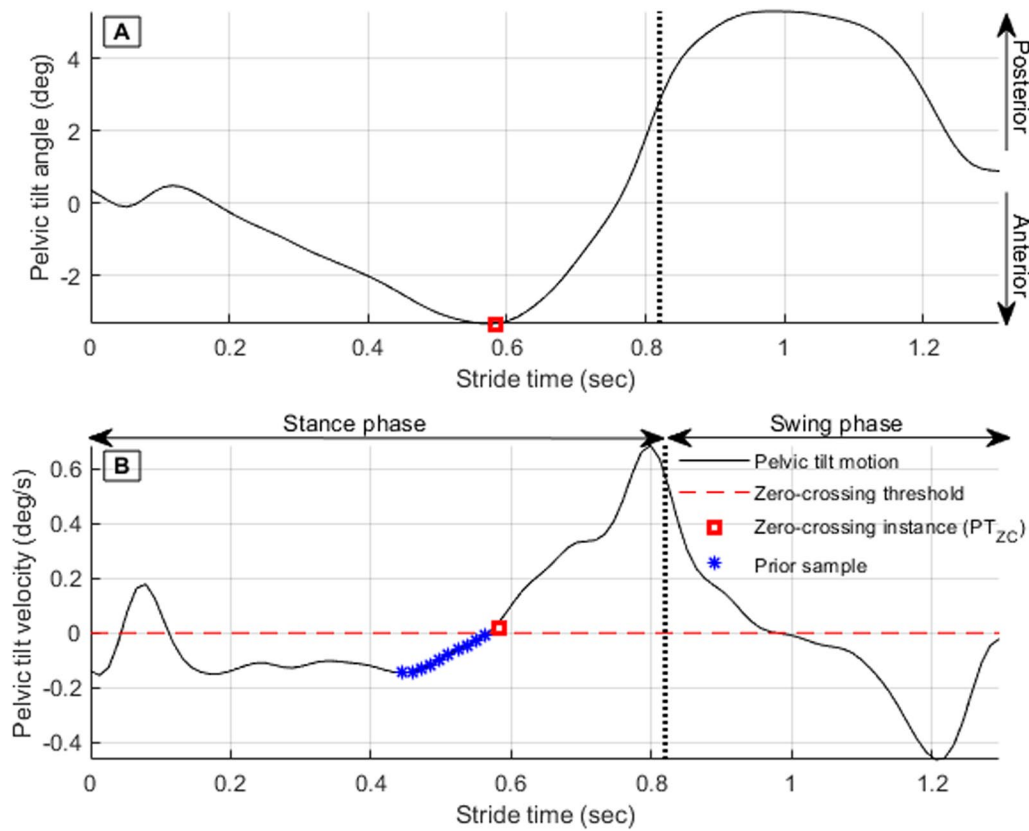 A
Pelvic tilt angle (deg)
4
2
0
-2
0 0.2 0.4 0.6 0.8 1 1.2
Stride time (sec)
Posterior
Anterior
Stance phase
Swing phase
B
Pelvic tilt velocity (deg/s)
0.6
0.4
0.2
0
-0.2
-0.4
Pelvic tilt motion
Zero-crossing threshold
Zero-crossing instance (PT_ZC)
Prior sample
0 0.2 0.4 0.6 0.8 1 1.2
Stride time (sec)